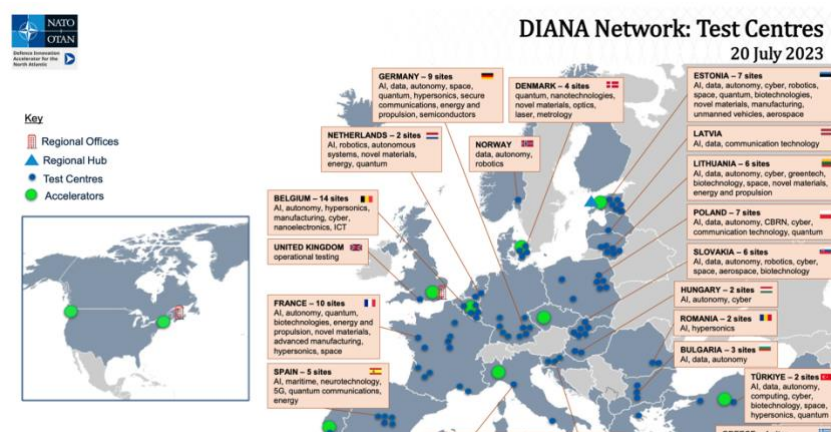 NATO
OTAN
Defence Innovation
Accelerator for the
North Atlantic
DIANA Network: Test Centres
20 July 2023
Key
Regional Offices
Regional Hub
Test Centres
Accelerators
GERMANY – 9 sites
AI, data, autonomy, space,
quantum, hypersonics, secure
communications, energy and
propulsion, semiconductors
DENMARK – 4 sites
quantum, nanotechnologies,
novel materials, optics,
laser, metrology
ESTONIA – 7 sites
AI, data, autonomy, cyber, robotics,
space, quantum, biotechnologies,
novel materials, manufacturing,
unmanned vehicles, aerospace
NETHERLANDS – 2 sites
AI, robotics, autonomous
systems, novel materials,
energy, quantum
NORWAY
data, autonomy,
robotics
LATVIA
AI, data, communication technology
LITHUANIA – 6 sites
AI, data, autonomy, cyber, greentech,
biotechnology, space, novel materials,
energy and propulsion
BELGIUM – 14 sites
AI, autonomy, hypersonics,
manufacturing, cyber,
nanoelectronics, ICT
POLAND – 7 sites
AI, data, autonomy, CBRN, cyber,
communication technology, quantum
UNITED KINGDOM
operational testing
SLOVAKIA – 6 sites
AI, data, autonomy, robotics, cyber,
space, aerospace, biotechnology
HUNGARY – 2 sites
AI, autonomy, cyber
FRANCE – 10 sites
AI, autonomy, quantum,
biotechnologies, energy and
propulsion, novel materials,
advanced manufacturing,
hypersonics, space
ROMANIA – 2 sites
AI, hypersonics
BULGARIA – 3 sites
AI, data, autonomy
SPAIN – 5 sites
AI, maritime, neurotechnology,
5G, quantum communications,
energy
TÜRKIYE – 2 sites
AI, data, autonomy,
computing, cyber,
biotechnology, space,
hypersonics, quantum